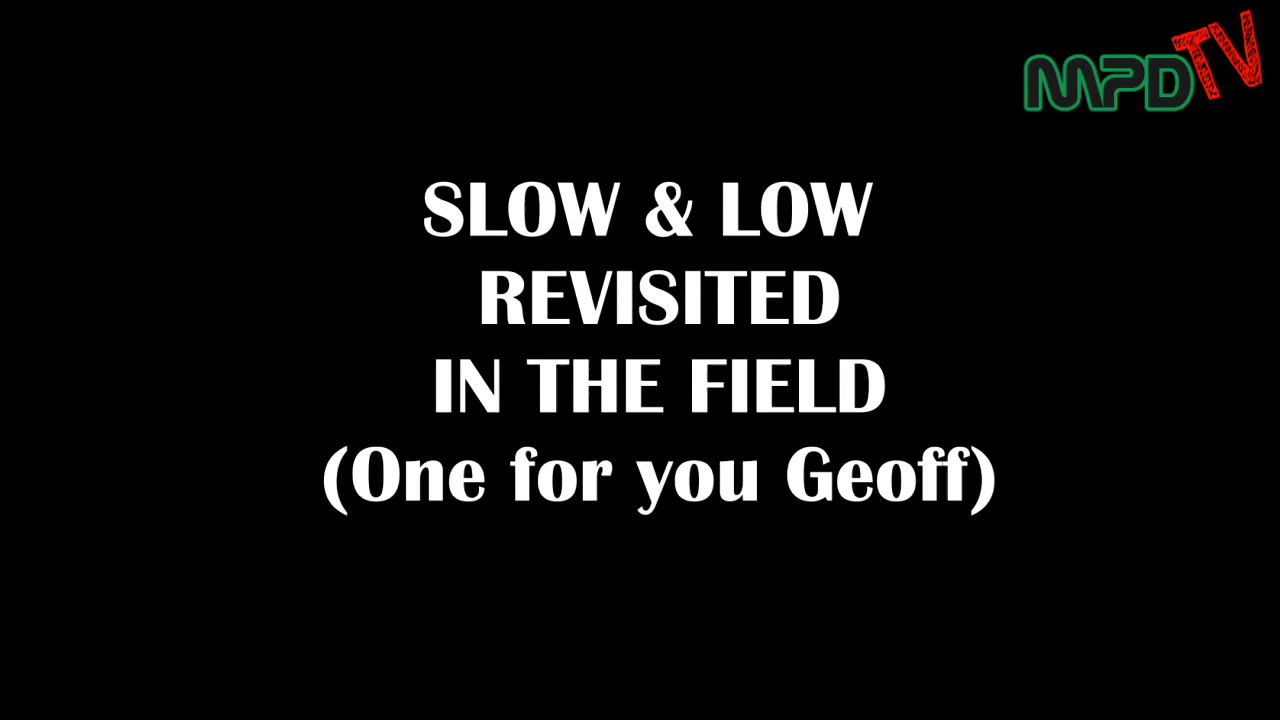 MPDTV
SLOW & LOW
REVISITED
IN THE FIELD
(One for you Geoff)